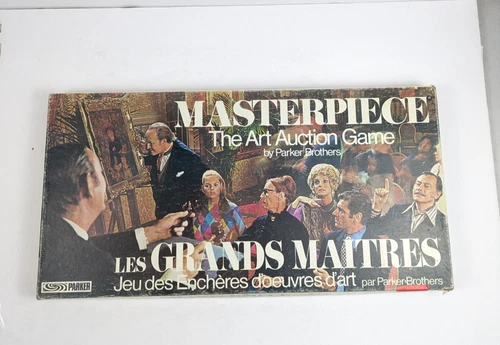 MASTERPIECE
The Art Auction Game
by Parker Brothers
LES GRANDS MAITRES
Jeu des Enchères d'oeuvres d'art par Parker Brothers
PARKER